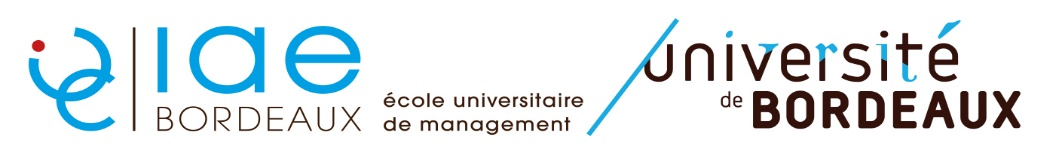 iae
BORDEAUX
école universitaire
de management
université
de BORDEAUX